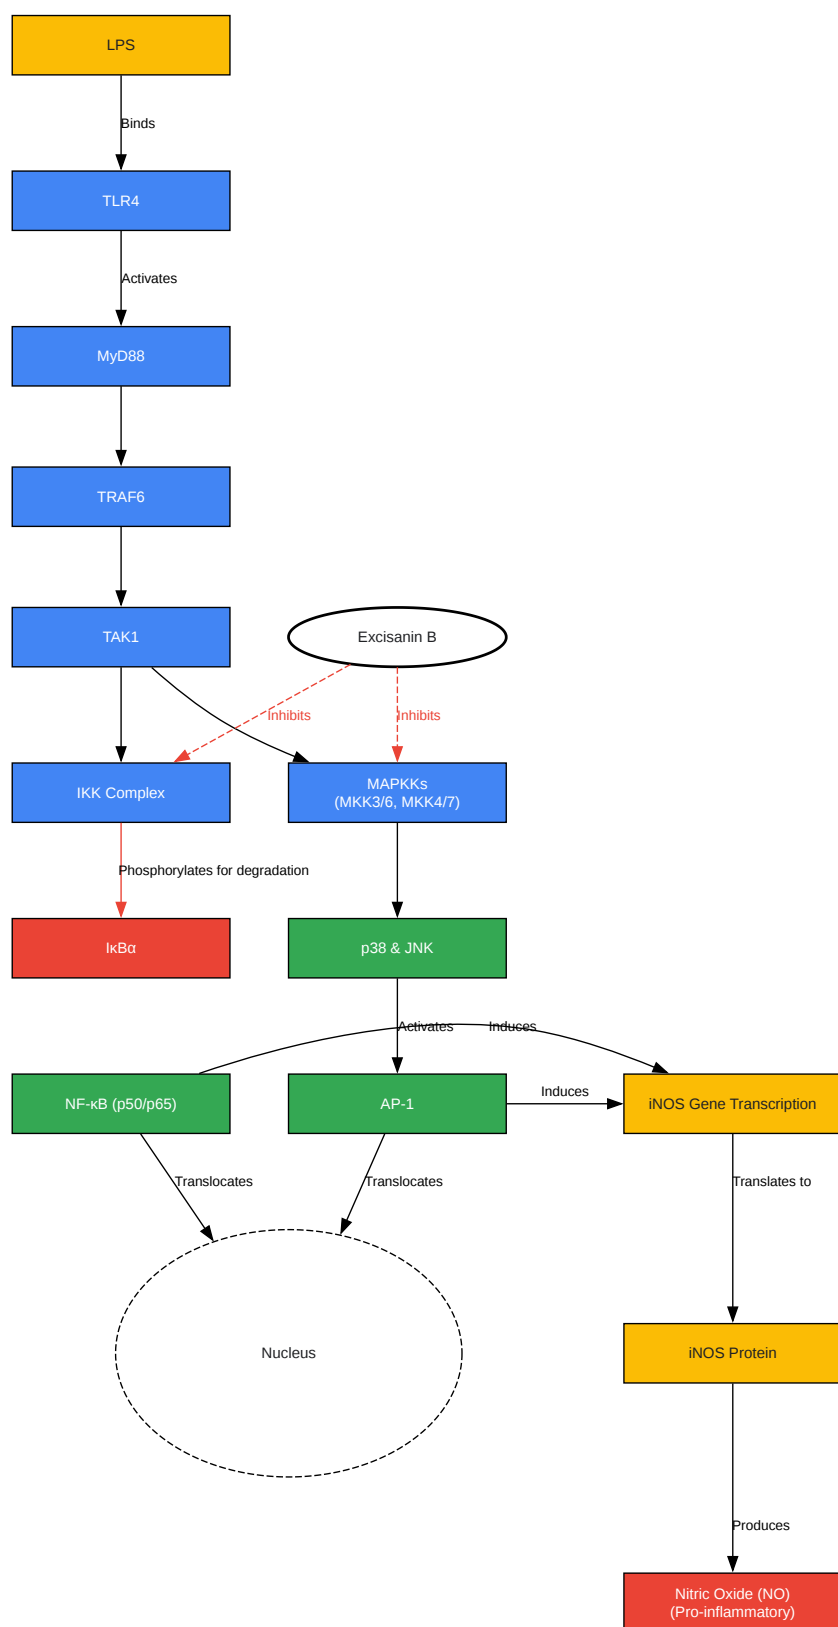 LPS
Binds
TLR4
Activates
MyD88
TRAF6
TAK1
Excisanin B
Inhibits
Inhibits
IKK Complex
MAPKKs
(MKK3/6, MKK4/7)
Phosphorylates for degradation
IκBα
p38 & JNK
Activates
Induces
NF-κB (p50/p65)
AP-1
Induces
iNOS Gene Transcription
Translocates
Translocates
Translates to
Nucleus
iNOS Protein
Produces
Nitric Oxide (NO)
(Pro-inflammatory)